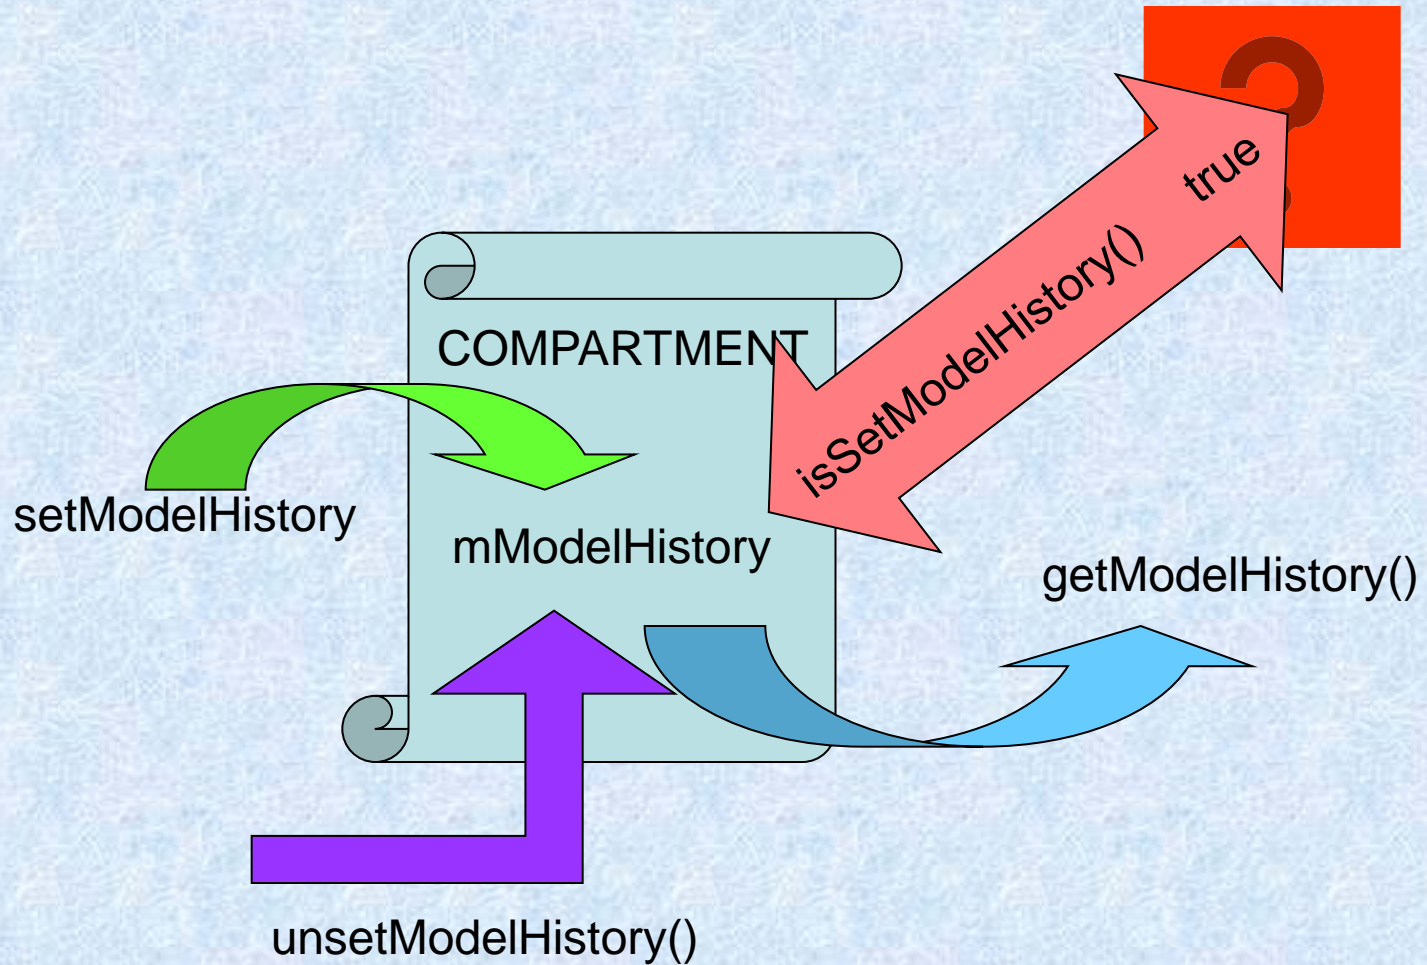 true
isSetModelHistory()
COMPARTMENT
setModelHistory
mModelHistory
getModelHistory()
unsetModelHistory()